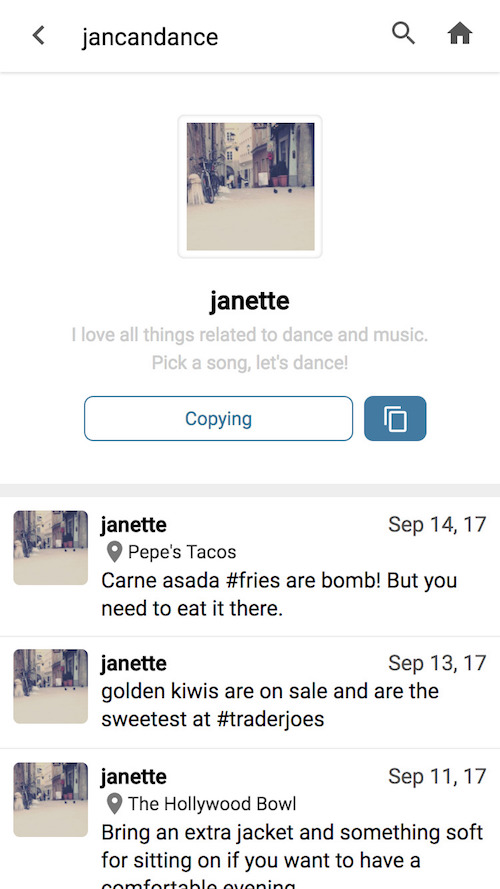 jancandance
janette
I love all things related to dance and music.
Pick a song, let's dance!
Copying
janette Sep 14, 17
Pepe's Tacos
Carne asada #fries are bomb! But you
need to eat it there.
janette Sep 13, 17
golden kiwis are on sale and are the
sweetest at #traderjoes
janette Sep 11, 17
The Hollywood Bowl
Bring an extra jacket and something soft
for sitting on if you want to have a
comfortable evening